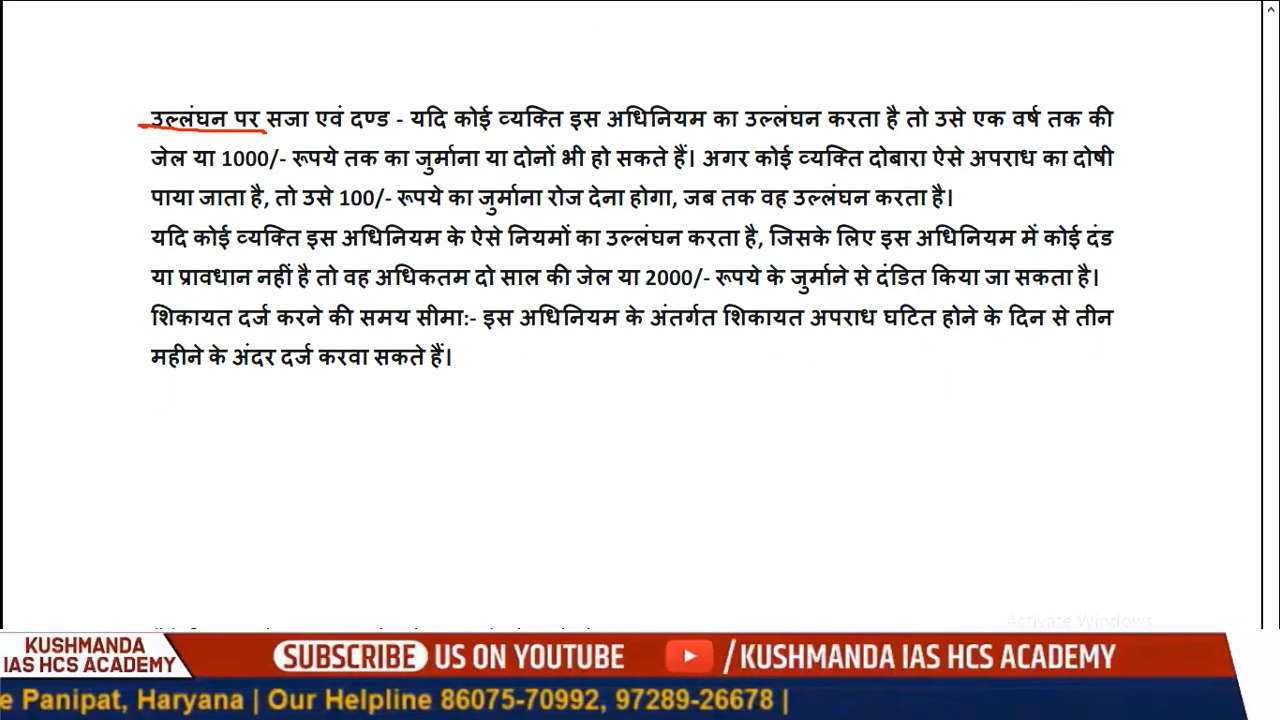 उल्लंघन पर सजा एवं दण्ड - यदि कोई व्यक्ति इस अधिनियम का उल्लंघन करता है तो उसे एक वर्ष तक की
जेल या 1000/- रूपये तक का जुर्माना या दोनों भी हो सकते हैं। अगर कोई व्यक्ति दोबारा ऐसे अपराध का दोषी
पाया जाता है, तो उसे 100/- रूपये का जुर्माना रोज देना होगा, जब तक वह उल्लंघन करता है।
यदि कोई व्यक्ति इस अधिनियम के ऐसे नियमों का उल्लंघन करता है, जिसके लिए इस अधिनियम में कोई दंड
या प्रावधान नहीं है तो वह अधिकतम दो साल की जेल या 2000/- रूपये के जुर्माने से दंडित किया जा सकता है।
शिकायत दर्ज करने की समय सीमा:- इस अधिनियम के अंतर्गत शिकायत अपराध घटित होने के दिन से तीन
महीने के अंदर दर्ज करवा सकते हैं।
Activate Windows
KUSHMANDA
IAS HCS ACADEMY
SUBSCRIBE US ON YOUTUBE /KUSHMANDA IAS HCS ACADEMY
e Panipat, Haryana | Our Helpline 86075-70992, 97289-26678 |